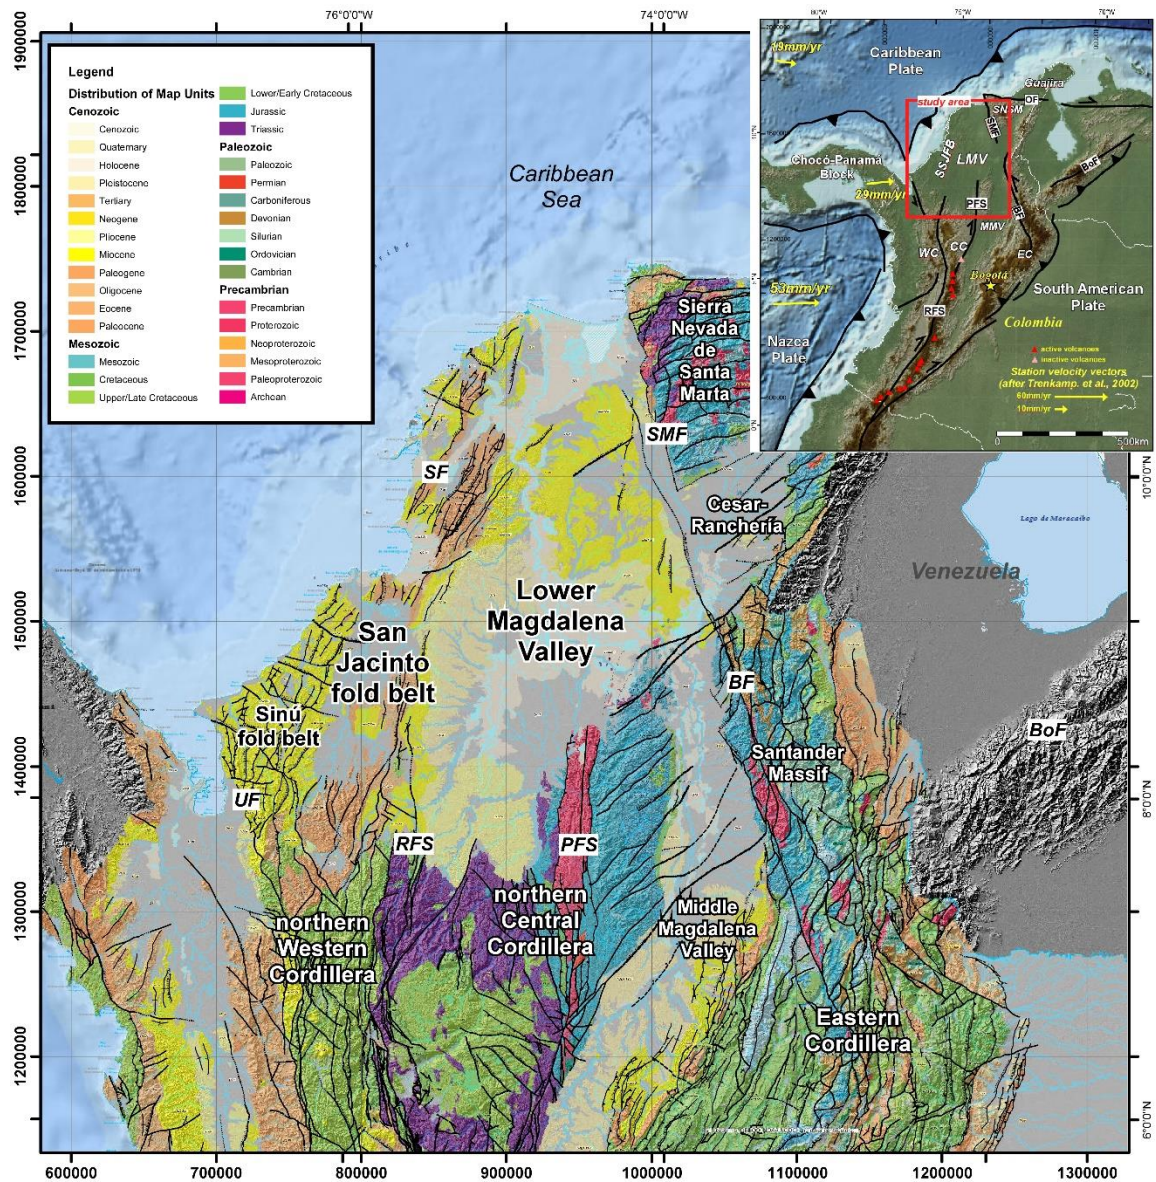 76°0'0"W
74°0'0"W
1900000
1800000
1700000
1600000
1500000
1400000
1300000
1200000
Legend
Distribution of Map Units
Cenozoic
Cenozoic
Quaternary
Holocene
Pleistocene
Tertiary
Neogene
Pliocene
Miocene
Paleogene
Oligocene
Eocene
Paleocene
Mesozoic
Mesozoic
Cretaceous
Upper/Late Cretaceous
Lower/Early Cretaceous
Jurassic
Triassic
Paleozoic
Paleozoic
Permian
Carboniferous
Devonian
Silurian
Ordovician
Cambrian
Precambrian
Precambrian
Proterozoic
Neoproterozoic
Mesoproterozoic
Paleoproterozoic
Archean
Caribbean
Sea
19mm/yr
Caribbean
Plate
Guajira
study area
OF
SNSM
SMF
SSJFB
LMV
Chocó-Panamá
Block
29mm/yr
BoF
PFS
BF
MMV
WC
CC
EC
Bogotá
53mm/yr
South American
Plate
RFS
Colombia
Nazca
Plate
active volcanoes
inactive volcanoes
Station velocity vectors
(after Trenkamp. et al., 2002)
60mm/yr
10mm/yr
0
500km
Sierra
Nevada
de
Santa
Marta
SMF
SF
Cesar-
Ranchería
Lago de Maracaibo
Venezuela
Lower
Magdalena
Valley
San
Jacinto
fold belt
BF
Sinú
fold belt
BoF
Santander
Massif
UF
RFS
PFS
northern
Central
Cordillera
Middle
Magdalena
Valley
northern
Western
Cordillera
Eastern
Cordillera
10°0'0"N
8°0'0"N
6°0'0"N
600000
700000
800000
900000
1000000
1100000
1200000
1300000